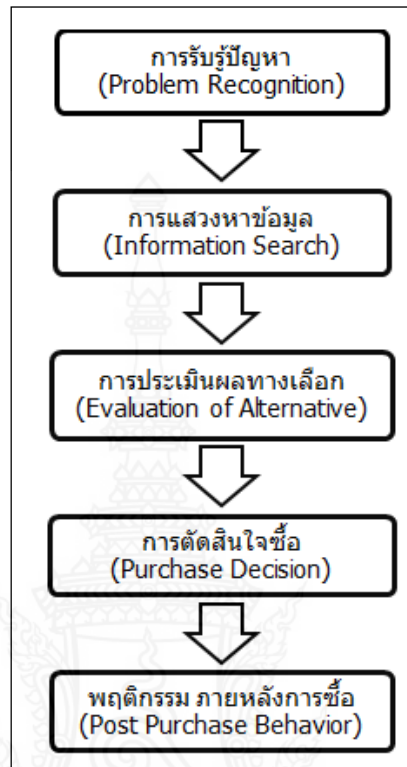 การรับรู้ปัญหา
(Problem Recognition)
การแสวงหาข้อมูล
(Information Search)
การประเมินผลทางเลือก
(Evaluation of Alternative)
การตัดสินใจซื้อ
(Purchase Decision)
พฤติกรรม ภายหลังการซื้อ
(Post Purchase Behavior)